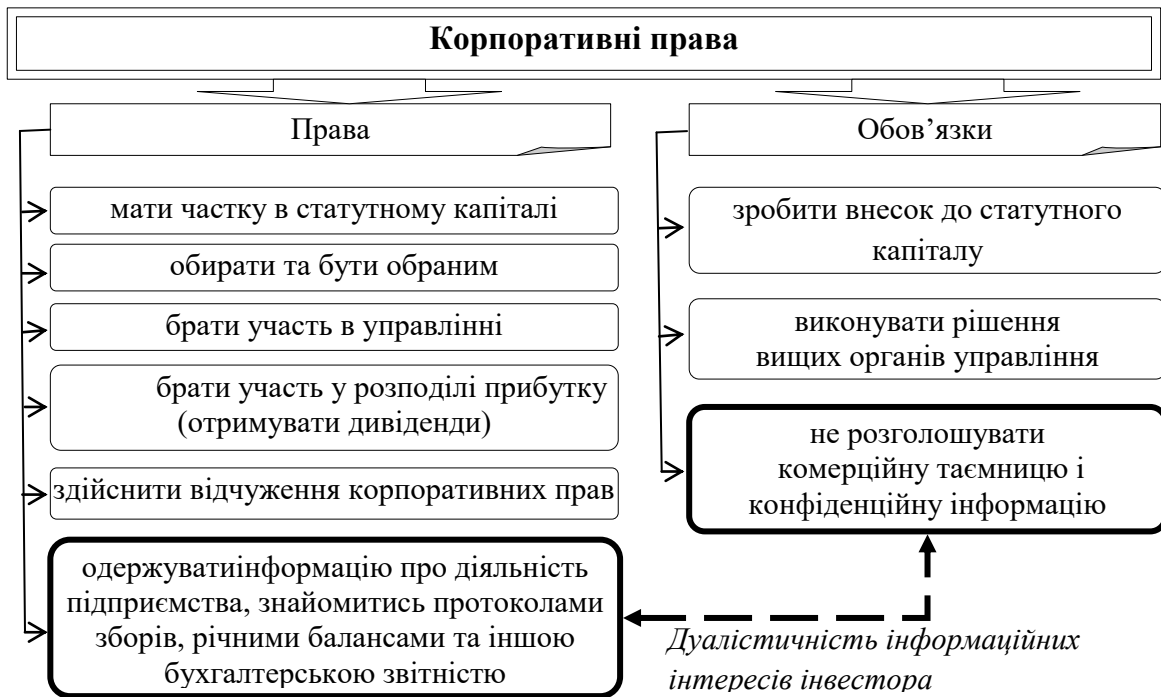 Корпоративні права
Права
мати частку в статутному капіталі
обирати та бути обраним
брати участь в управлінні
брати участь у розподілі прибутку
(отримувати дивіденди)
здійснити відчуження корпоративних прав
одержуватиінформацію про діяльність
підприємства, знайомитись протоколами
зборів, річними балансами та іншою
бухгалтерською звітністю
Обов’язки
зробити внесок до статутного
капіталу
виконувати рішення
вищих органів управління
не розголошувати
комерційну таємницю і
конфіденційну інформацію
Дуалістичність інформаційних
інтересів інвестора